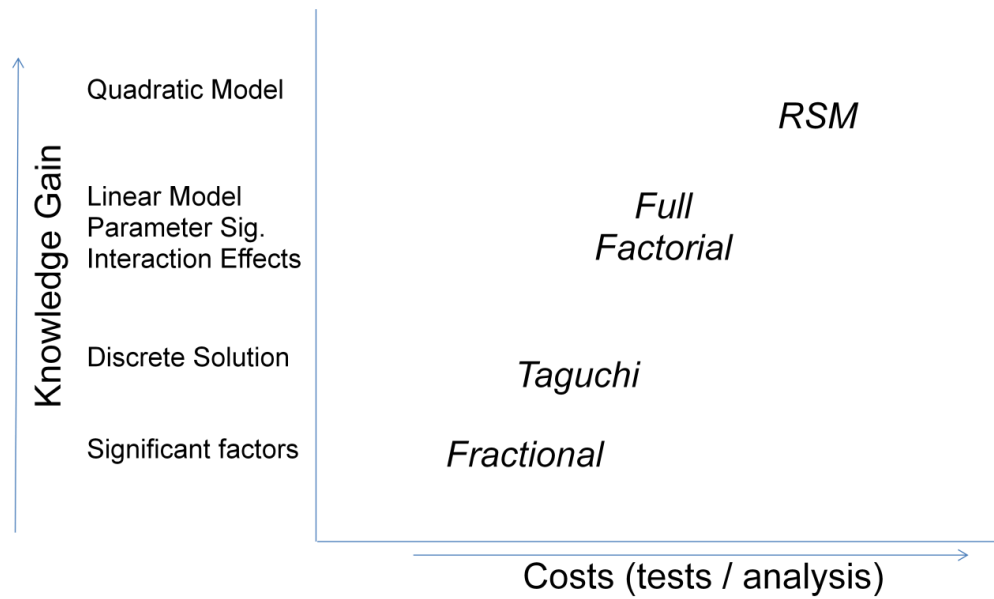 Knowledge Gain
Quadratic Model
Linear Model
Parameter Sig.
Interaction Effects
Discrete Solution
Significant factors
RSM
Full
Factorial
Taguchi
Fractional
Costs (tests / analysis)